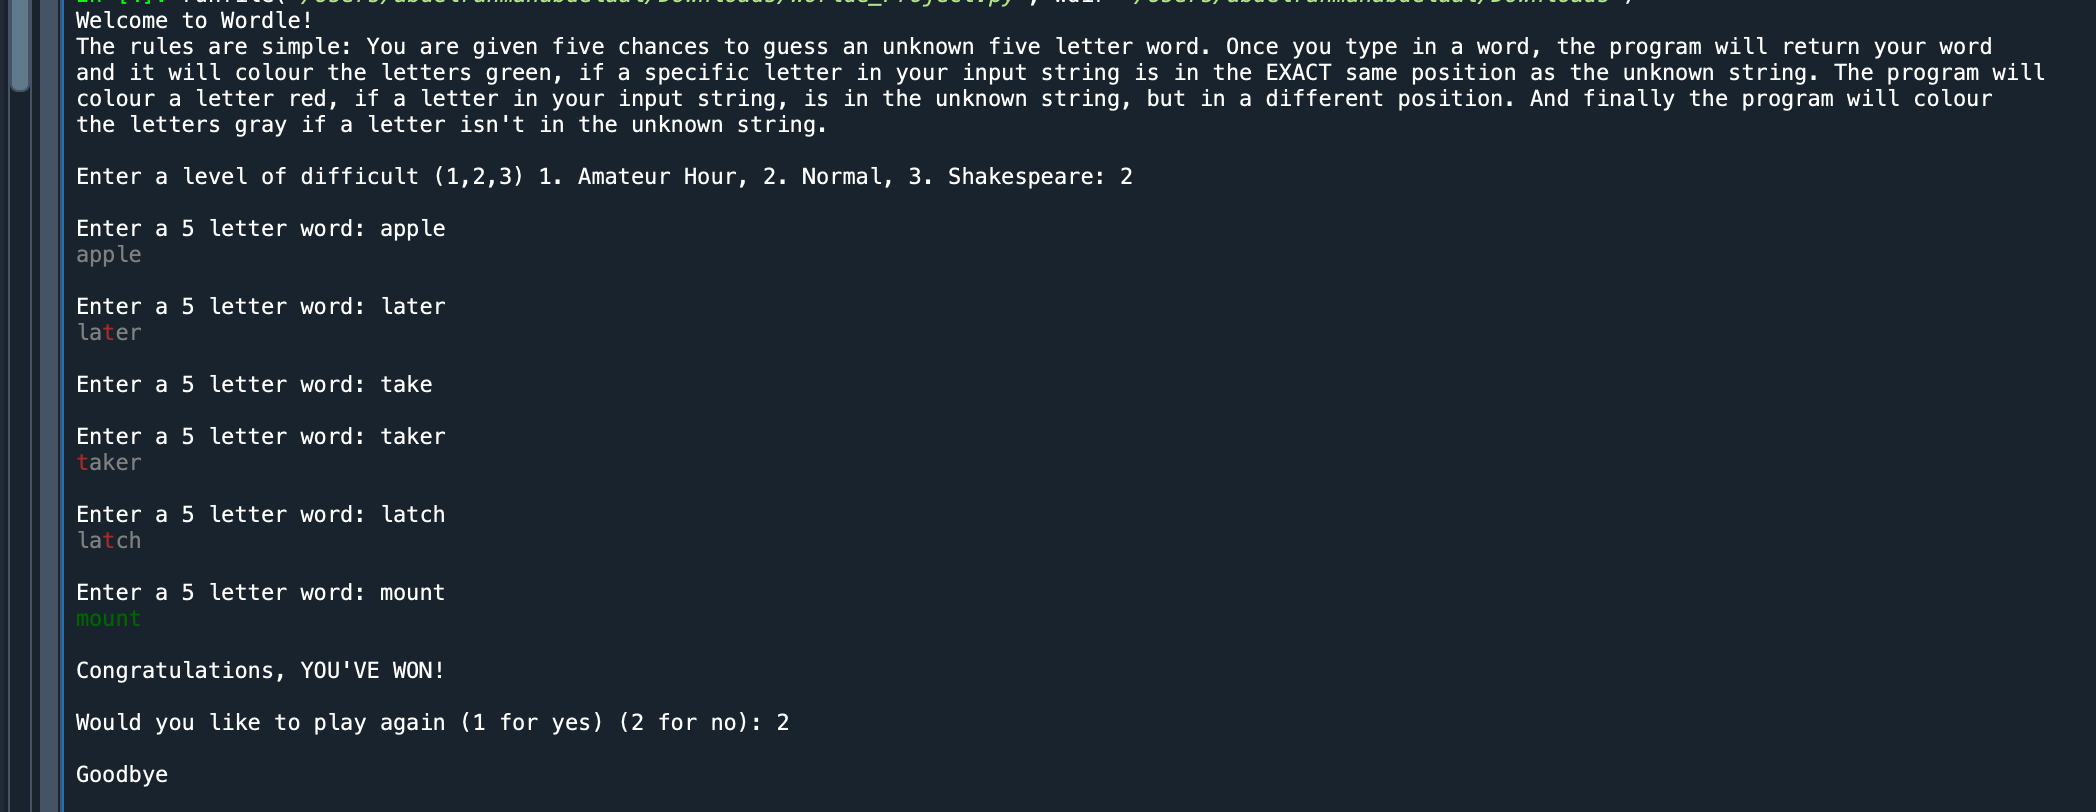 Welcome to Wordle!
The rules are simple: You are given five chances to guess an unknown five letter word. Once you type in a word, the program will return your word
and it will colour the letters green, if a specific letter in your input string is in the EXACT same position as the unknown string. The program will
colour a letter red, if a letter in your input string, is in the unknown string, but in a different position. And finally the program will colour
the letters gray if a letter isn't in the unknown string.
Enter a level of difficult (1,2,3) 1. Amateur Hour, 2. Normal, 3. Shakespeare: 2
Enter a 5 letter word: apple
apple
Enter a 5 letter word: later
later
Enter a 5 letter word: take
Enter a 5 letter word: taker
taker
Enter a 5 letter word: latch
latch
Enter a 5 letter word: mount
mount
Congratulations, YOU'VE WON!
Would you like to play again (1 for yes) (2 for no): 2
Goodbye